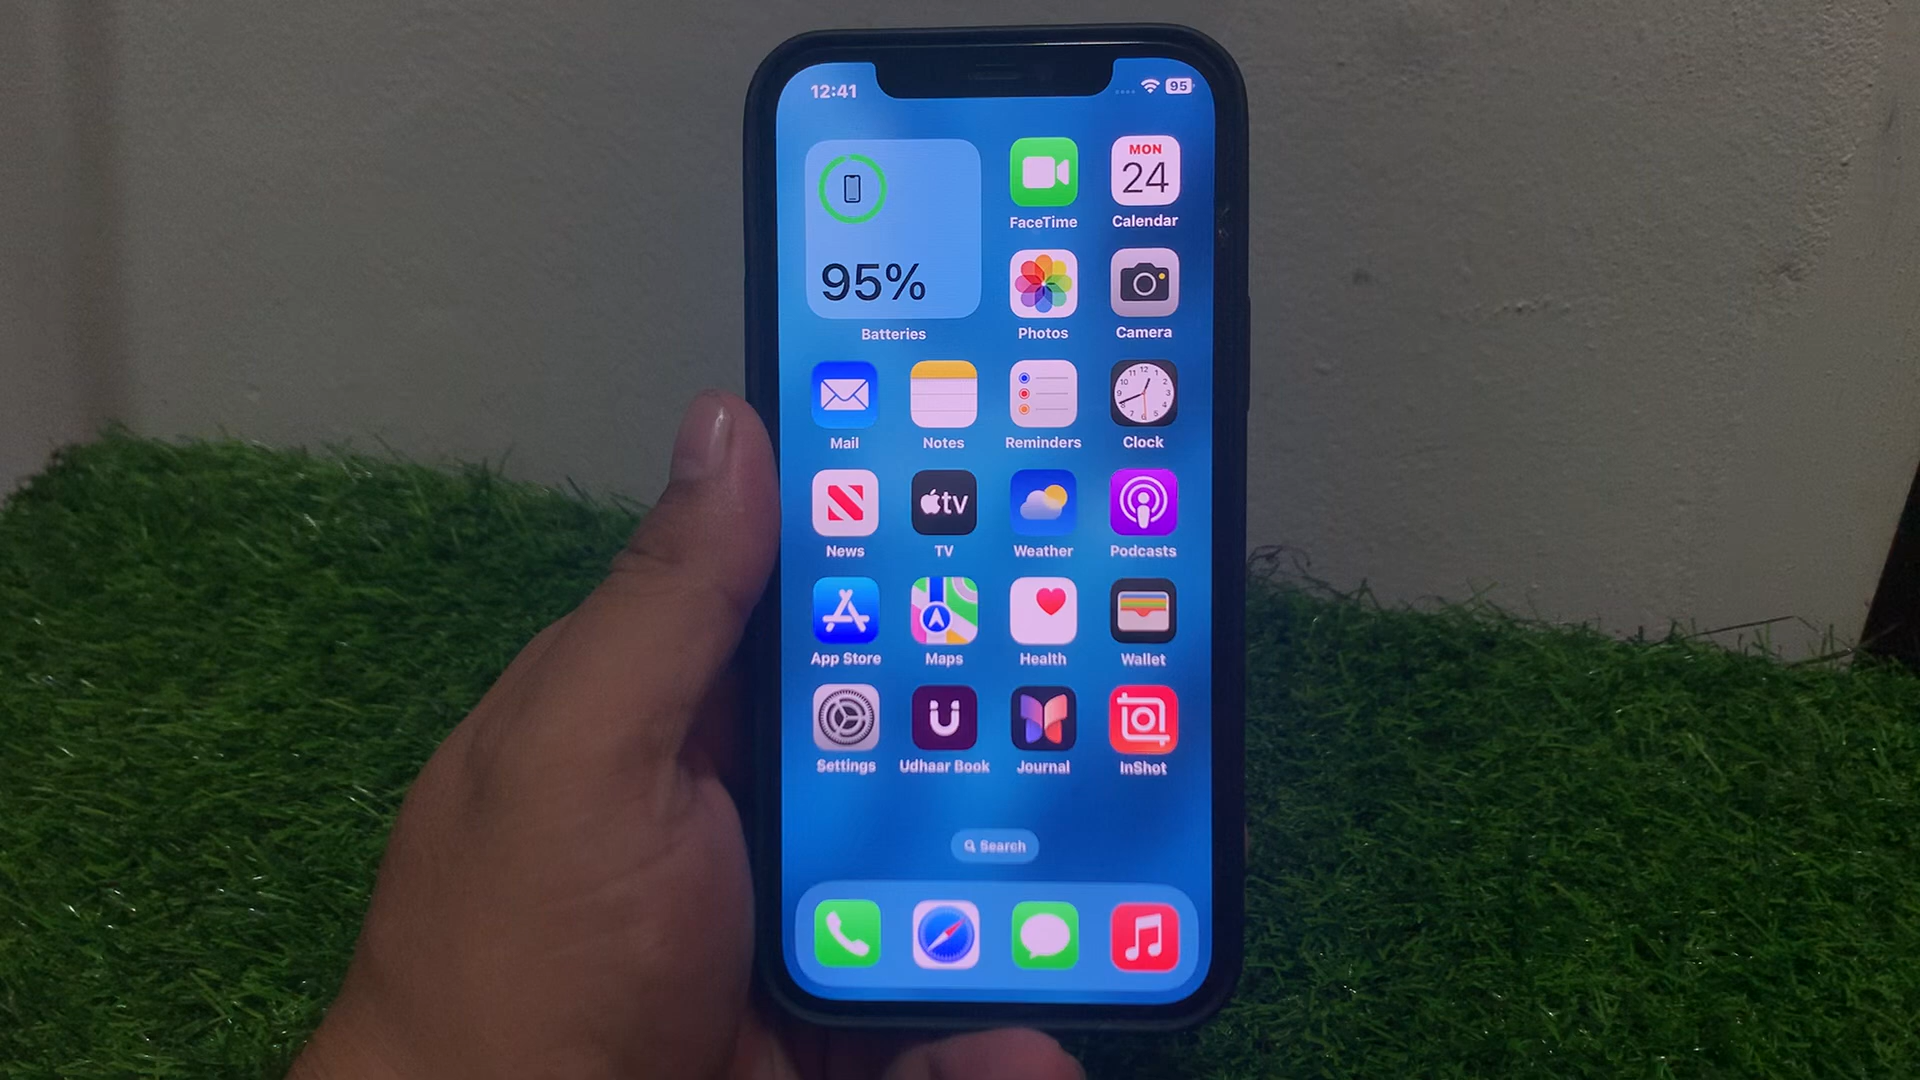 12:41
95
95%
Batteries
FaceTime
MON
24
Calendar
Photos
Camera
Mail
Notes
Reminders
Clock
News
tv
TV
Weather
Podcasts
App Store
Maps
Health
Wallet
Settings
Udhaar Book
Journal
InShot
Search